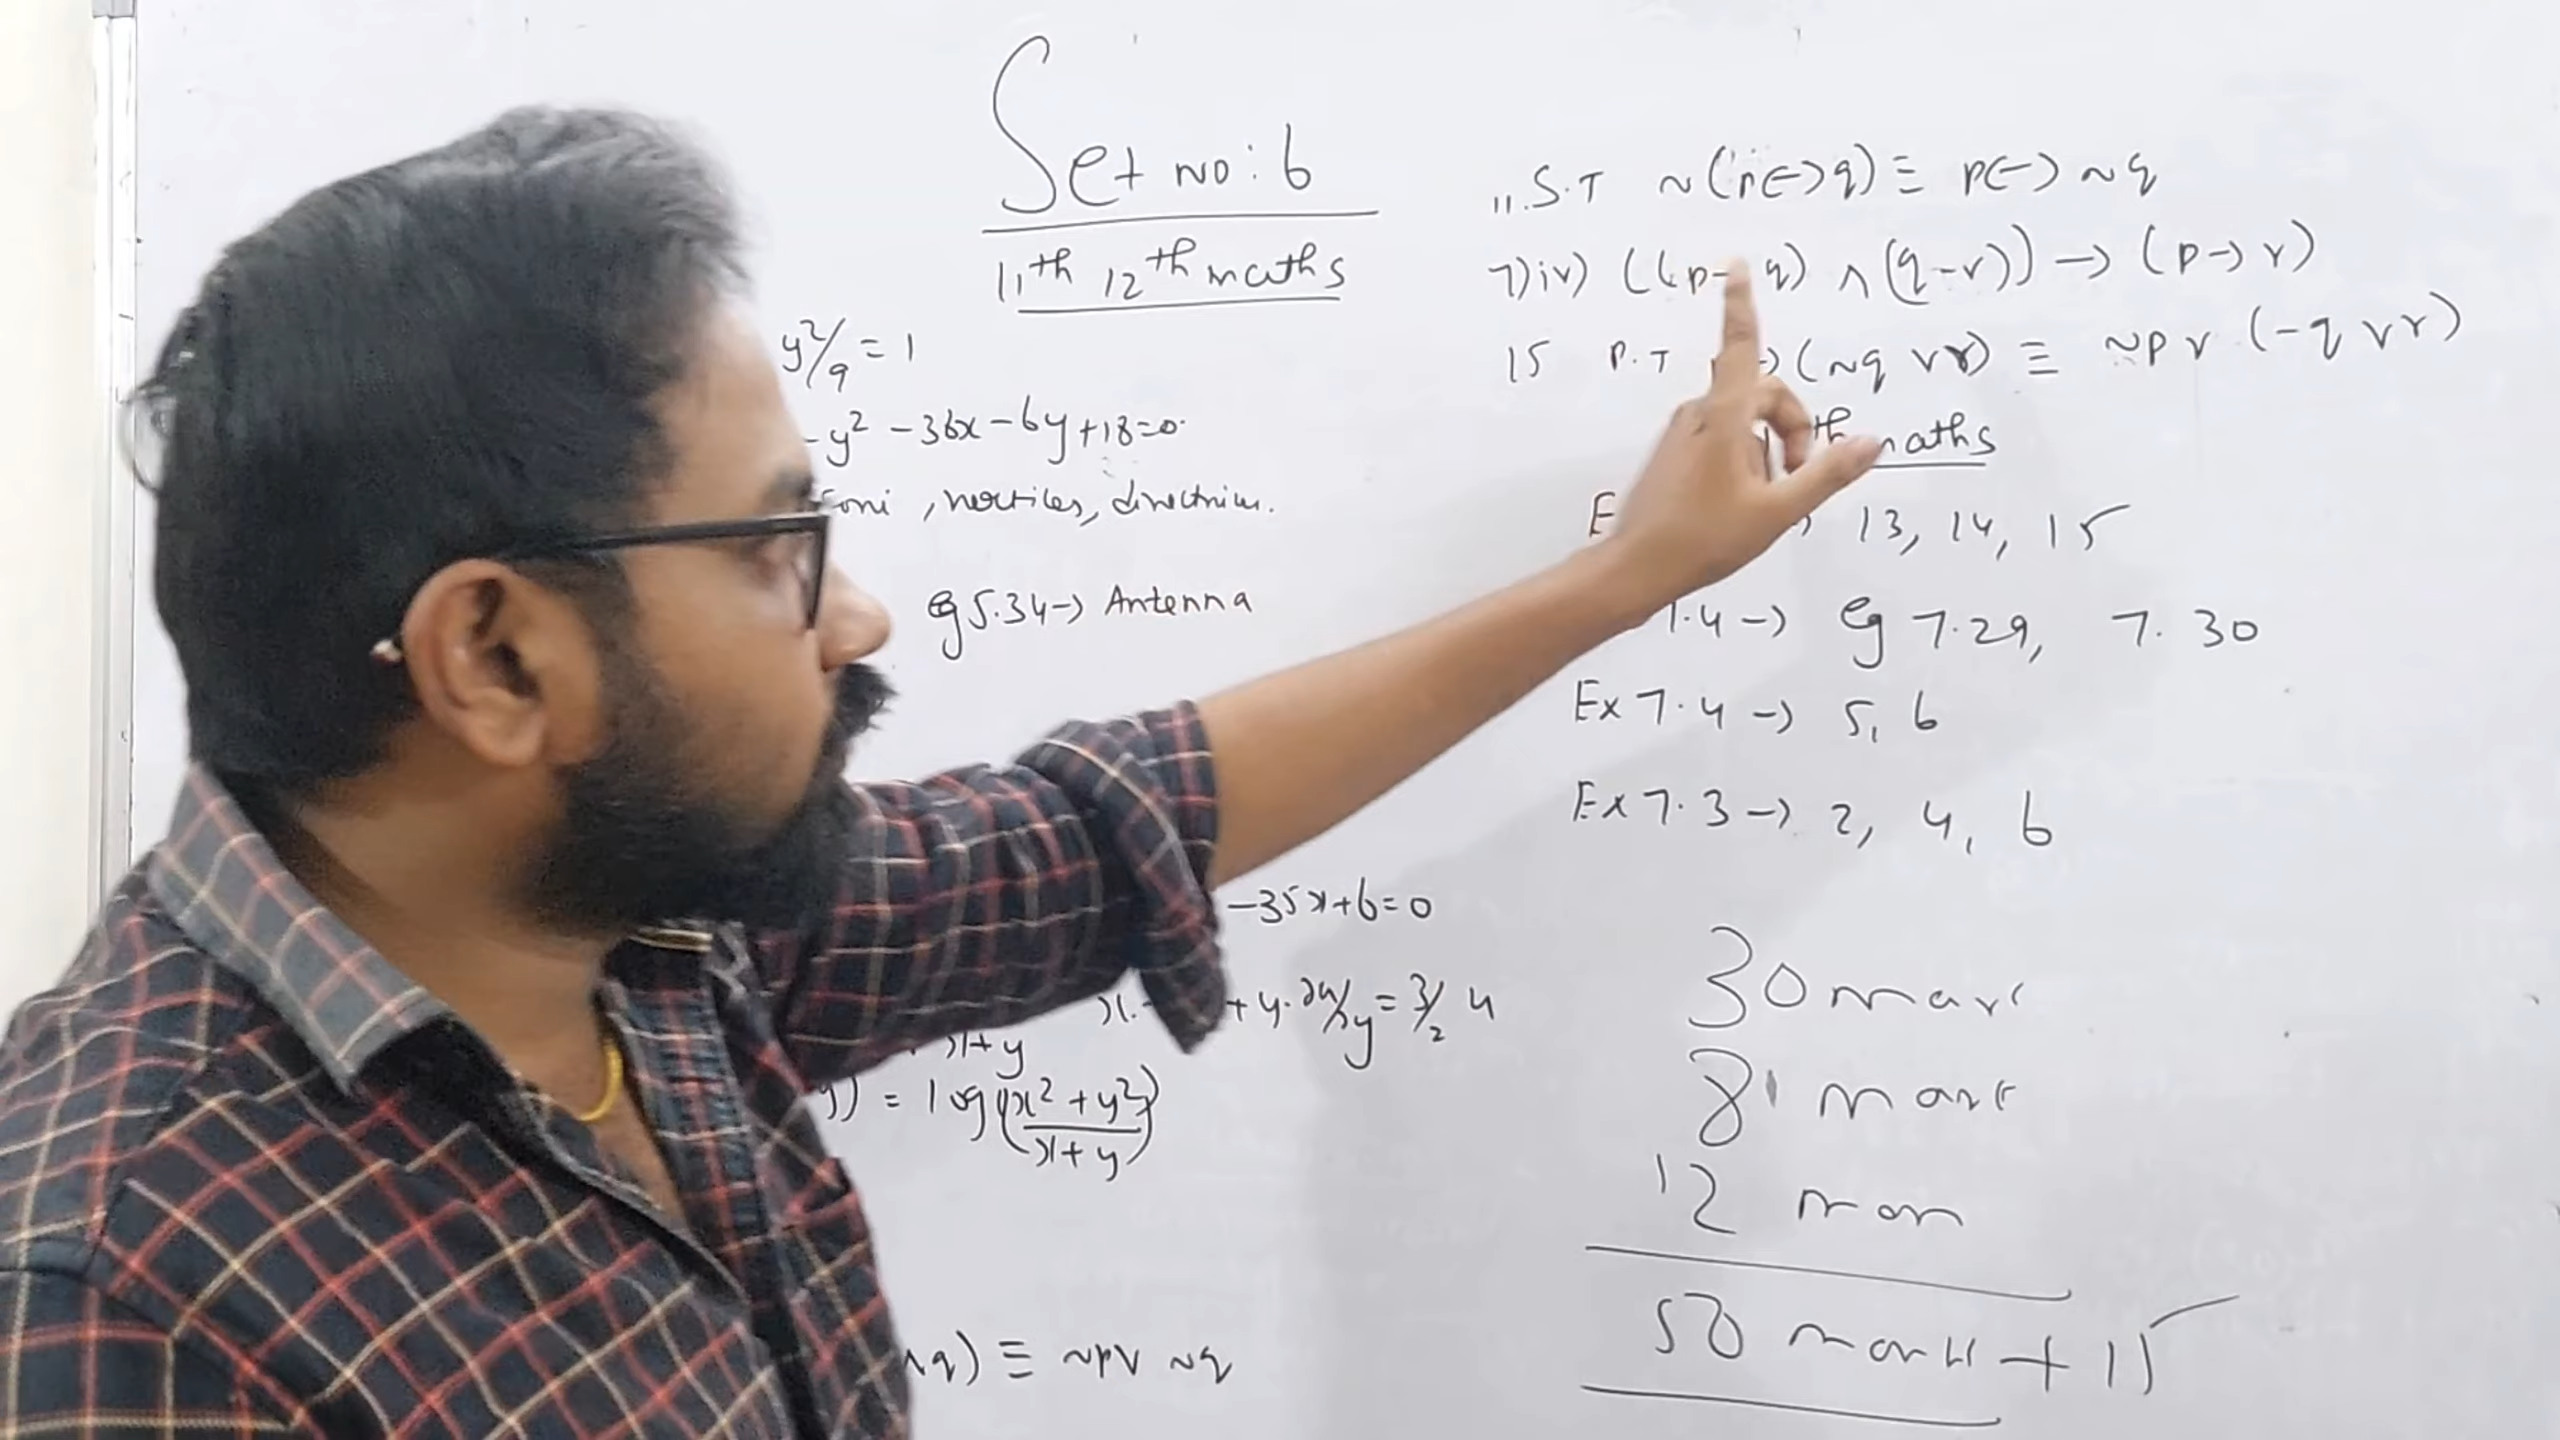 Set no: 6
11th 12th maths
y²/9 = 1
-y² - 36x - 6y + 18 = 0
, vertices,
eg 5.34 -> Antenna
-35x + 6 = 0
+ y. ∂u/∂y = 3/2 u
x+y
= log(x² + y²/x+y)
∧q) ≡ ~p∨ ~q
11. S.T ~(p<->q) ≡ p<-> ~q
7) iv) ((p- q) ∧ (q-r)) -> (p -> r)
15 P.T -> (~q ∨ r) ≡ ~p ∨ (-q ∨ r)
th maths
13, 14, 15
7.4 -> eg 7.29, 7.30
Ex 7.4 -> 5, 6
Ex 7.3 -> 2, 4, 6
30 mark
8 mark
12
50 mark + 15